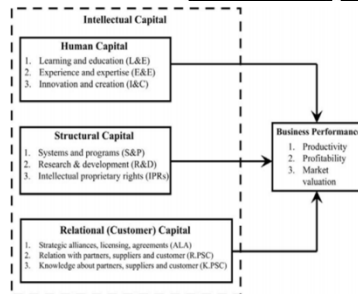 Intellectual Capital
Human Capital
1. Learning and education (L&E)
2. Experience and expertise (E&E)
3. Innovation and creation (I&C)
Structural Capital
1. Systems and programs (S&P)
2. Research & development (R&D)
3. Intellectual proprietary rights (IPRs)
Relational (Customer) Capital
1. Strategic alliances, licensing, agreements (ALA)
2. Relation with partners, suppliers and customer (R.PSC)
3. Knowledge about partners, suppliers and customer (K.PSC)
Business Performance
1. Productivity
2. Profitability
3. Market
valuation